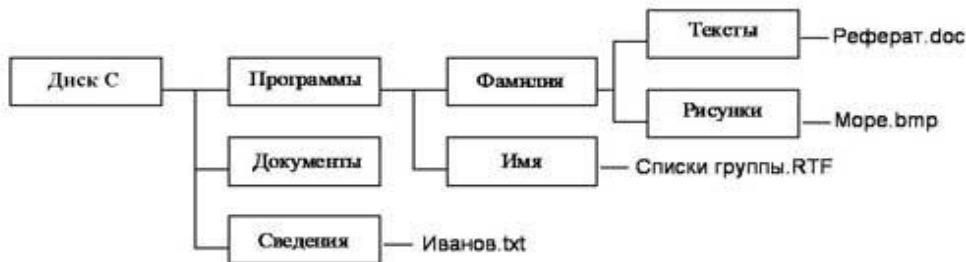 Тексты
Реферат.doc
Диск С
Программы
Фамилия
Рисунки
Море.bmp
Документы
Имя
Списки группы.RTF
Сведения
Иванов.txt